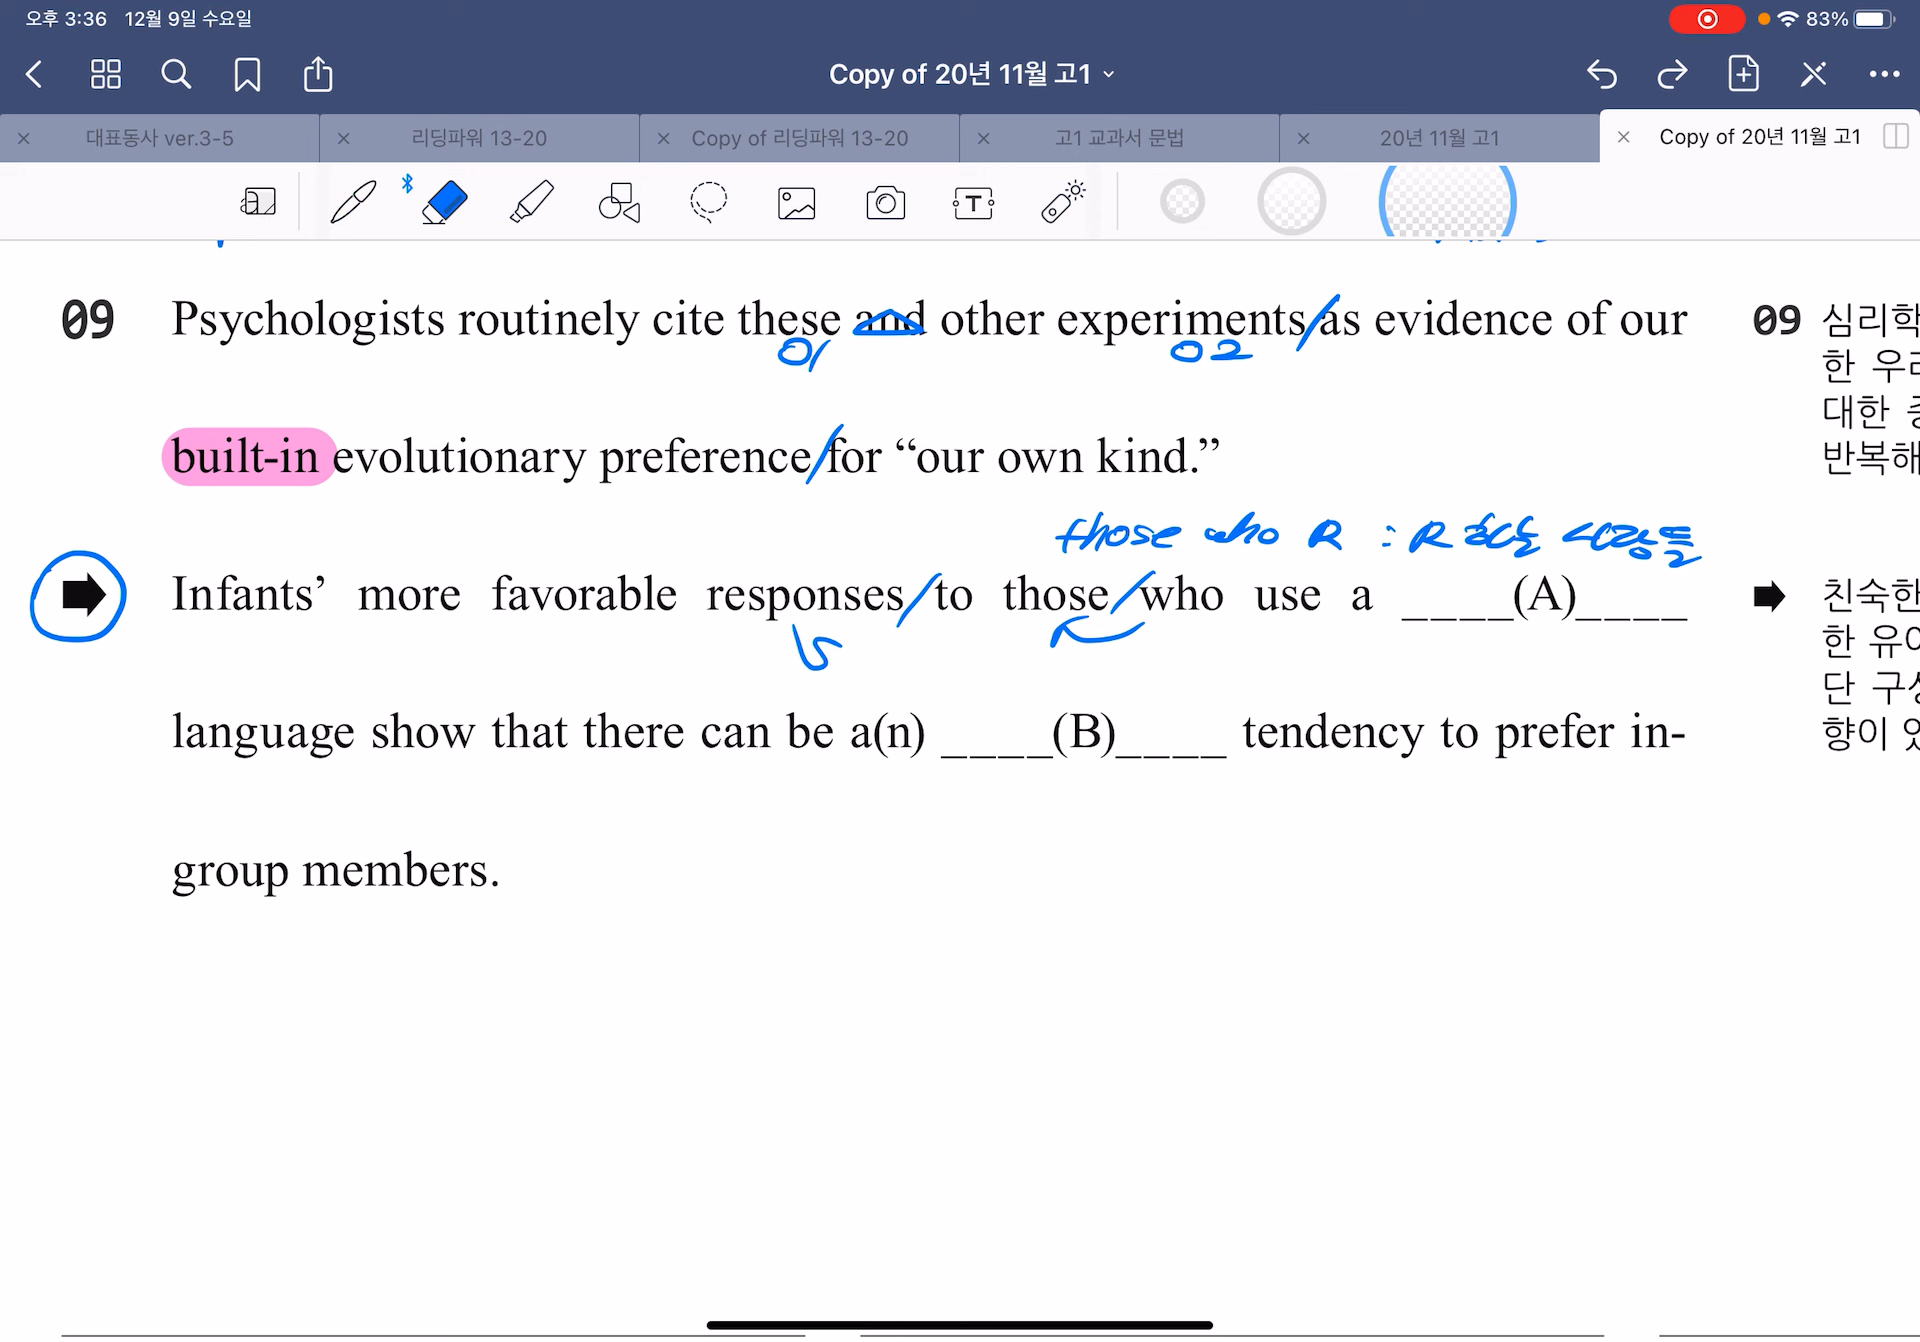 오후 3:36 12월 9일 수요일 83%
Copy of 20년 11월 고1
대표동사 ver.3-5 리딩파워 13-20 Copy of 리딩파워 13-20 고1 교과서 문법 20년 11월 고1 Copy of 20년 11월 고1
09 Psychologists routinely cite these and other experiments/as evidence of our
01 02
built-in evolutionary preference/for “our own kind.”
those who R : R 하는 사람들
➡ Infants’ more favorable responses/to those/who use a ____(A)____
S
language show that there can be a(n) ____(B)____ tendency to prefer in-
group members.
09 심리학
한 우리
대한 증
반복해
➡ 친숙한
한 유아
단 구성
향이 있